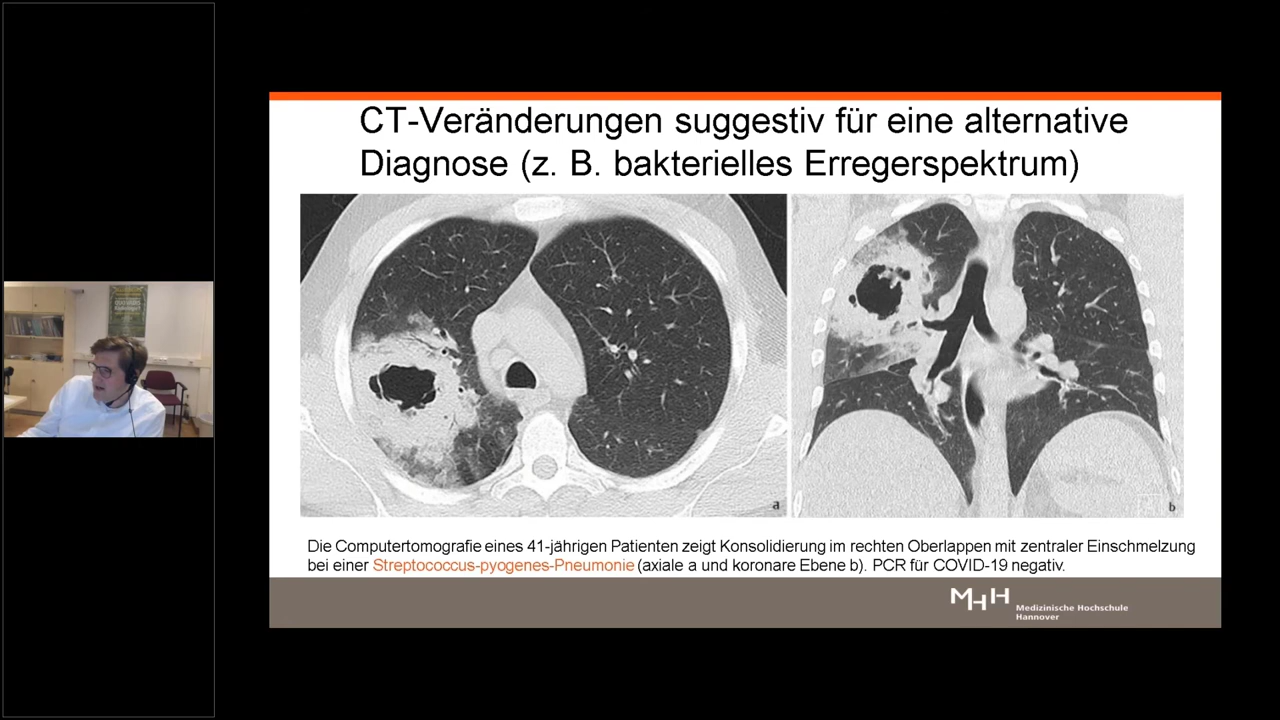 CT-Veränderungen suggestiv für eine alternative
Diagnose (z. B. bakterielles Erregerspektrum)
a
b
Die Computertomografie eines 41-jährigen Patienten zeigt Konsolidierung im rechten Oberlappen mit zentraler Einschmelzung
bei einer Streptococcus-pyogenes-Pneumonie (axiale a und koronare Ebene b). PCR für COVID-19 negativ.
MHH
Medizinische Hochschule
Hannover